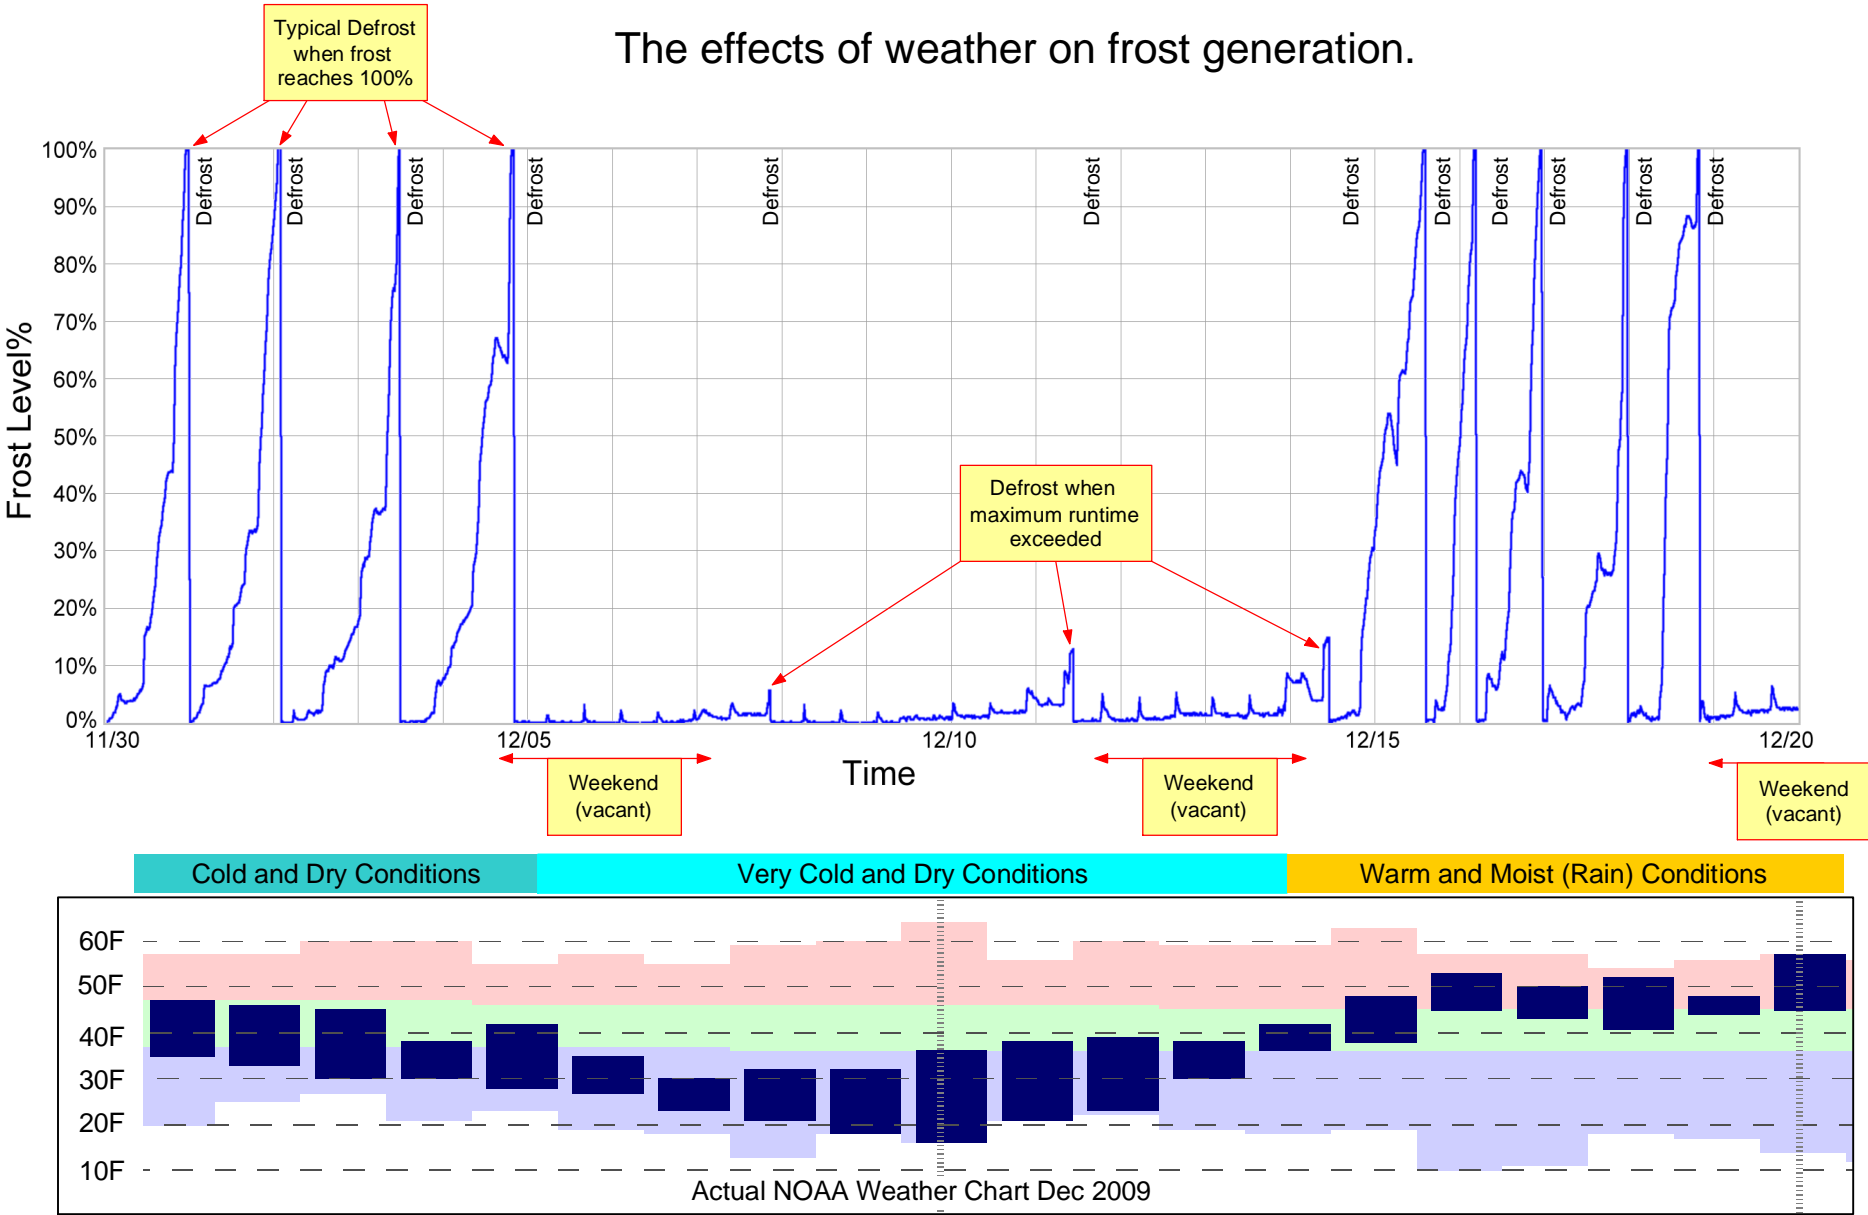 Typical Defrost
when frost
reaches 100%
The effects of weather on frost generation.
100%
90%
80%
70%
60%
50%
40%
30%
20%
10%
0%
Frost Level%
Defrost
Defrost
Defrost
Defrost
Defrost
Defrost
Defrost
Defrost
Defrost
Defrost
Defrost
Defrost
Defrost when
maximum runtime
exceeded
11/30
12/05
12/10
12/15
12/20
Time
Weekend
(vacant)
Weekend
(vacant)
Weekend
(vacant)
Cold and Dry Conditions
Very Cold and Dry Conditions
Warm and Moist (Rain) Conditions
60F
50F
40F
30F
20F
10F
Actual NOAA Weather Chart Dec 2009